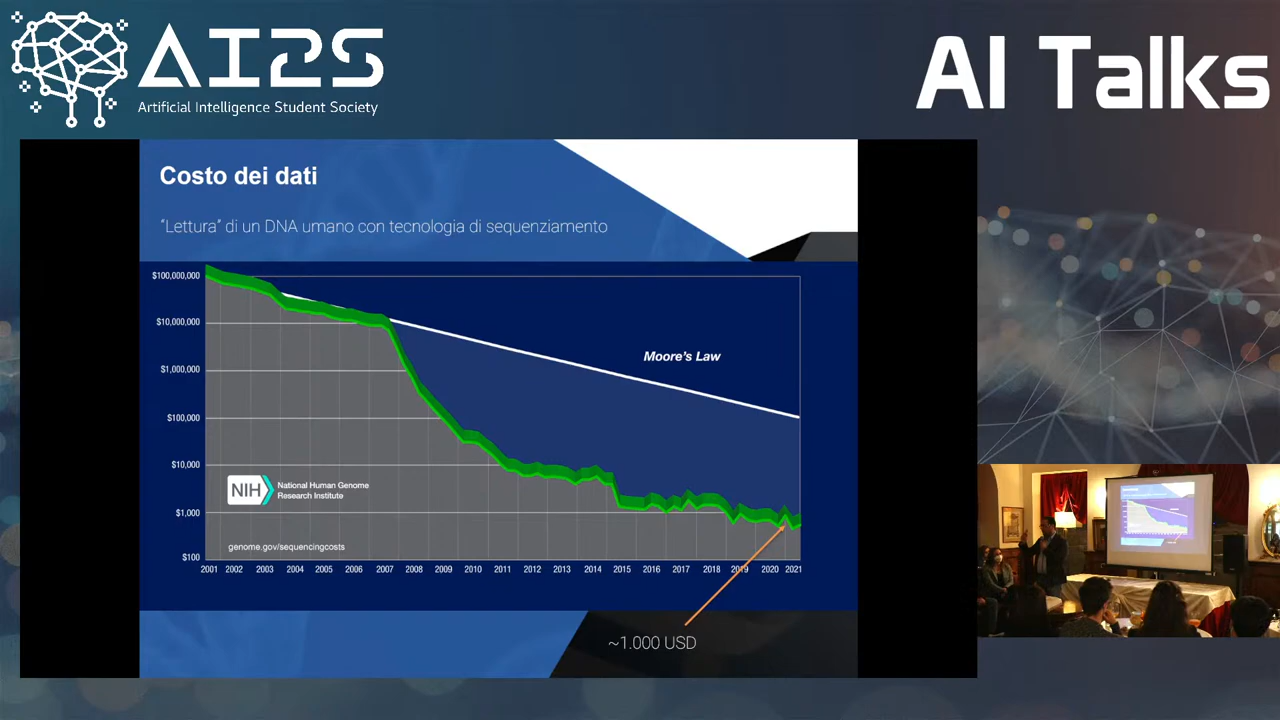 AI2S
Artificial Intelligence Student Society
AI Talks
Costo dei dati
“Lettura” di un DNA umano con tecnologia di sequenziamento
$100,000,000
$10,000,000
$1,000,000
$100,000
$10,000
$1,000
$100
Moore's Law
NIH
National Human Genome
Research Institute
genome.gov/sequencingcosts
2001 2002 2003 2004 2005 2006 2007 2008 2009 2010 2011 2012 2013 2014 2015 2016 2017 2018 2019 2020 2021
~1.000 USD